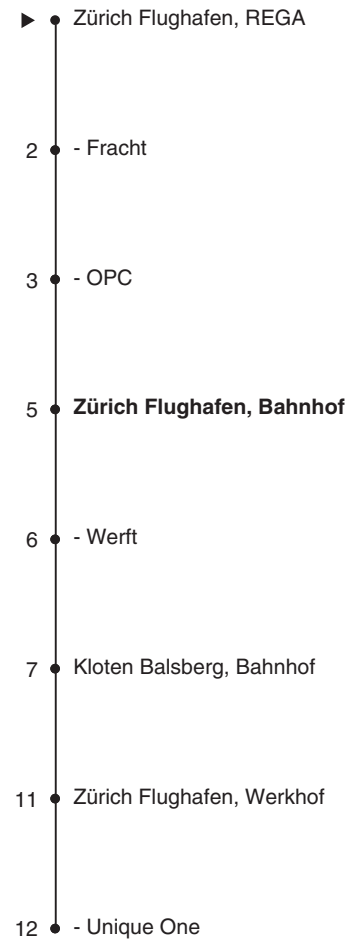 Zürich Flughafen, REGA
2 - Fracht
3 - OPC
5 Zürich Flughafen, Bahnhof
6 - Werft
7 Kloten Balsberg, Bahnhof
11 Zürich Flughafen, Werkhof
12 - Unique One